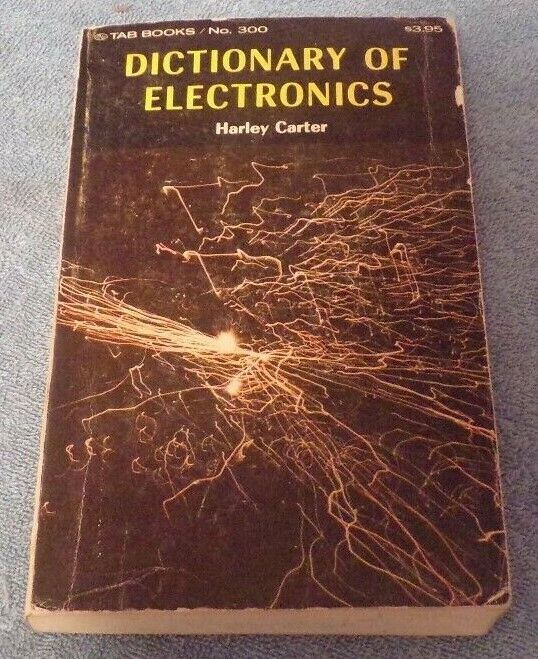 TAB BOOKS / No. 300
$3.95
DICTIONARY OF
ELECTRONICS
Harley Carter